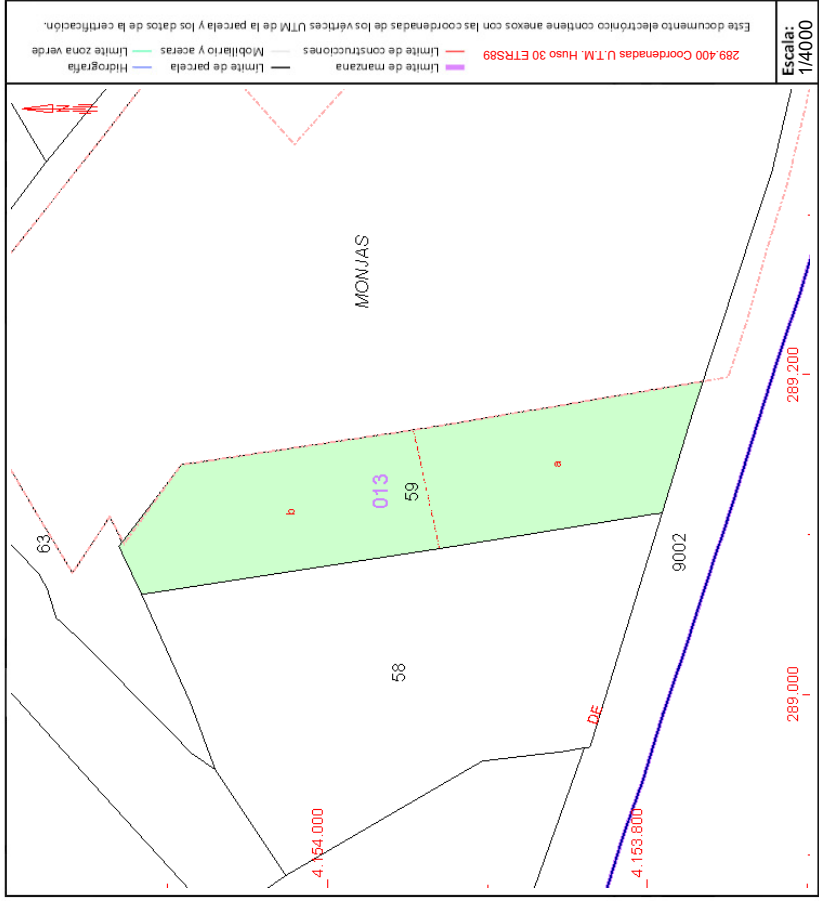 Este documento electrónico contiene anexos con las coordenadas de los vértices UTM de la parcela y los datos de la certificación.
289.400 Coordenadas U.T.M. Huso 30 ETRS89
Límite de manzana
Límite de construcciones
Límite de parcela
Mobiliario y aceras
Hidrografía
Límite zona verde
Escala:
1/4000
MONJAS
63
b
013
59
a
58
9002
DE
289.200
289.000
4.154.000
4.153.800